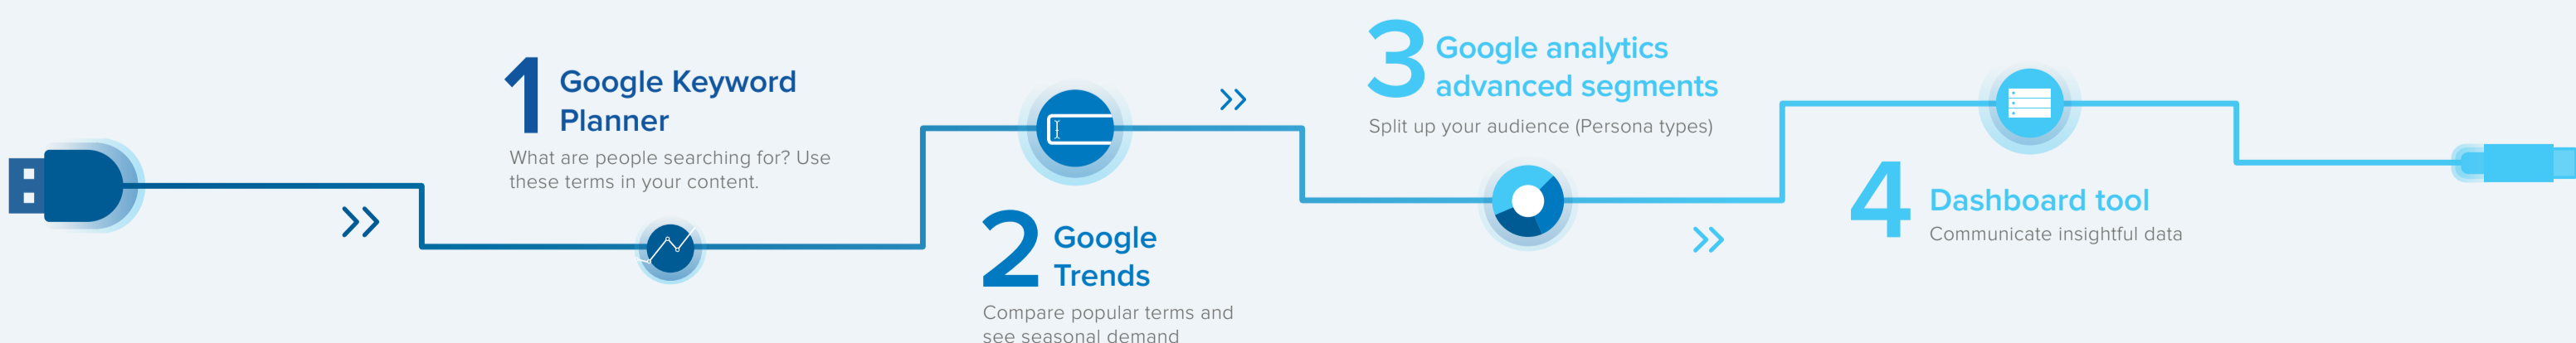 1
Google Keyword
Planner
What are people searching for? Use
these terms in your content.
2
Google
Trends
Compare popular terms and
see seasonal demand
3
Google analytics
advanced segments
Split up your audience (Persona types)
4
Dashboard tool
Communicate insightful data